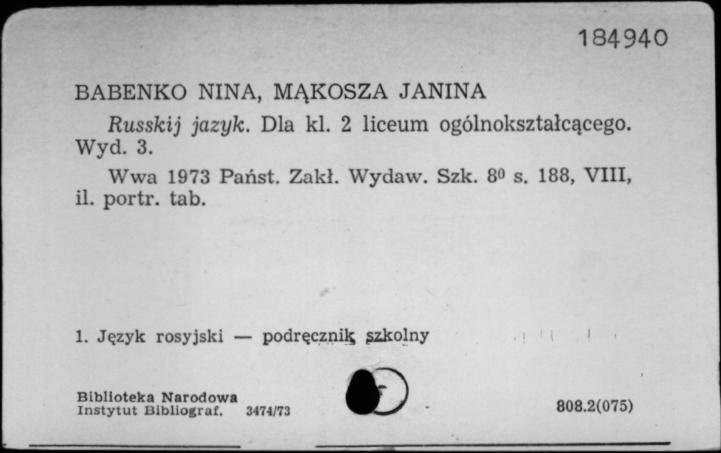 184940
BABENKO NINA, MĄKOSZA JANINA
Russkij jazyk. Dla kl. 2 liceum ogólnokształcącego.
Wyd. 3.
Wwa 1973 Państ. Zakł. Wydaw. Szk. 8⁰ s. 188, VIII,
il. portr. tab.
1. Język rosyjski — podręcznik szkolny
Biblioteka Narodowa
Instytut Bibliograf. 3474/73
808.2(075)